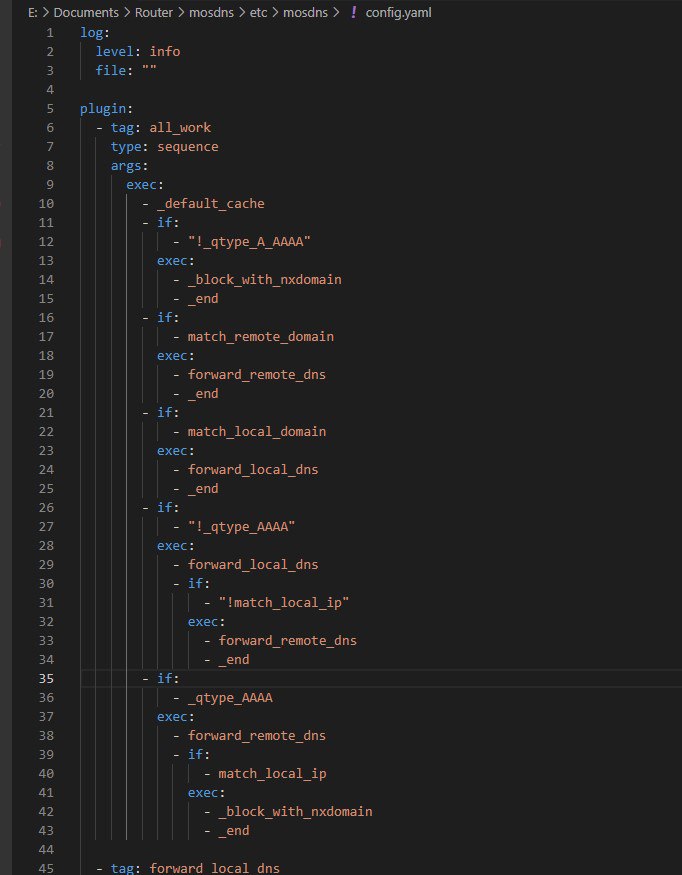 E: > Documents > Router > mosdns > etc > mosdns > ! config.yaml
1 log:
2   level: info
3   file: ""
4
5 plugin:
6   - tag: all_work
7     type: sequence
8     args:
9       exec:
10         - _default_cache
11         - if:
12             - "!_qtype_A_AAAA"
13           exec:
14             - _block_with_nxdomain
15             - _end
16         - if:
17             - match_remote_domain
18           exec:
19             - forward_remote_dns
20             - _end
21         - if:
22             - match_local_domain
23           exec:
24             - forward_local_dns
25             - _end
26         - if:
27             - "!_qtype_AAAA"
28           exec:
29             - forward_local_dns
30             - if:
31                 - "!match_local_ip"
32               exec:
33                 - forward_remote_dns
34                 - _end
35         - if:
36             - _qtype_AAAA
37           exec:
38             - forward_remote_dns
39             - if:
40                 - match_local_ip
41               exec:
42                 - _block_with_nxdomain
43                 - _end
44
45   - tag: forward_local_dns